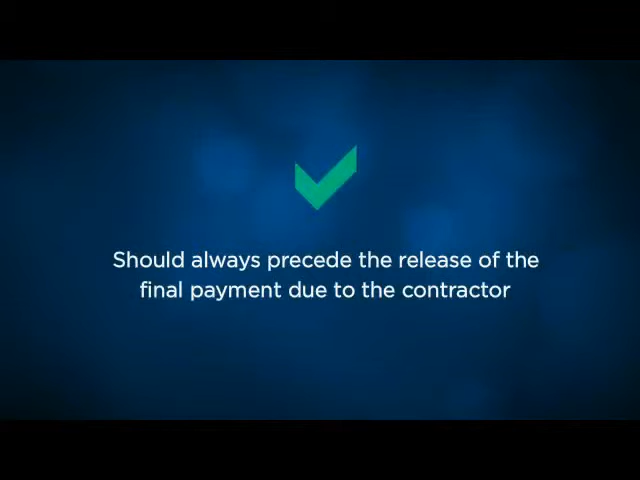 Should always precede the release of the
final payment due to the contractor